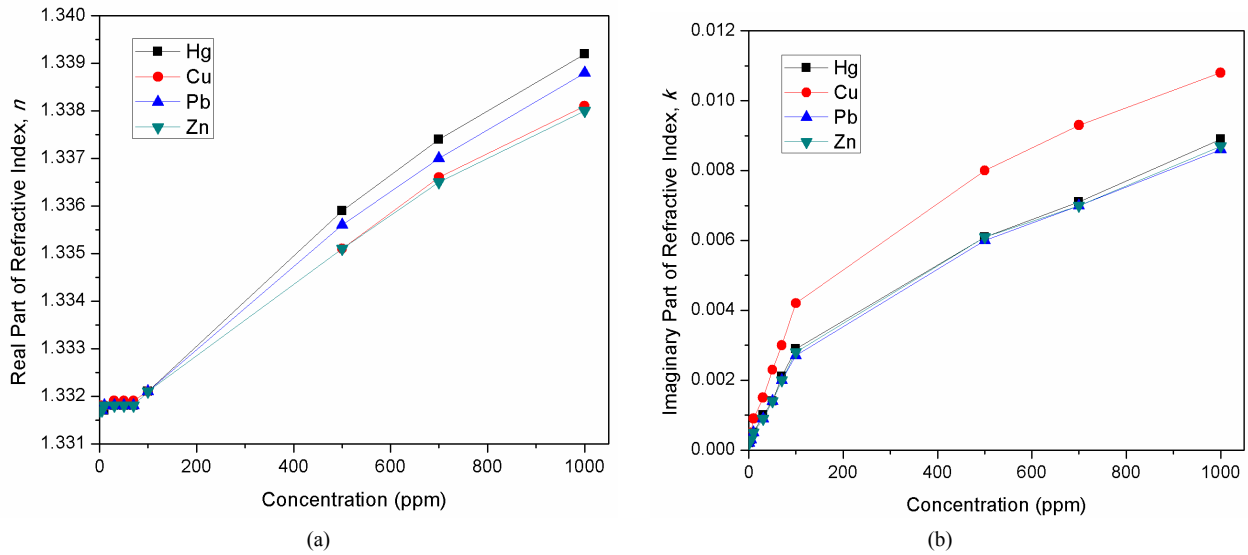 1.340
1.339
1.338
1.337
1.336
1.335
1.334
1.333
1.332
1.331
Real Part of Refractive Index, n
Hg
Cu
Pb
Zn
0 200 400 600 800 1000
Concentration (ppm)
(a)
0.012
0.010
0.008
0.006
0.004
0.002
0.000
Imaginary Part of Refractive Index, k
Hg
Cu
Pb
Zn
0 200 400 600 800 1000
Concentration (ppm)
(b)